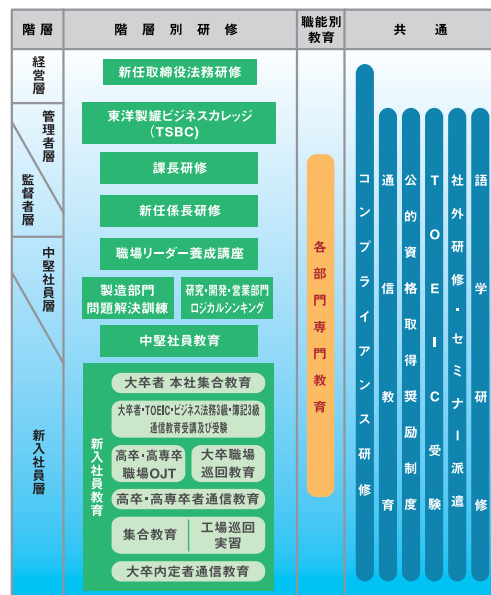 階層
階層別研修
職能別
教育
共通
経営層
管理者層
監督者層
中堅社員層
新入社員層
新任取締役法務研修
東洋製罐ビジネスカレッジ
（TSBC）
課長研修
新任係長研修
職場リーダー養成講座
製造部門
問題解決訓練
研究・開発・営業部門
ロジカルシンキング
中堅社員教育
新入社員教育
大卒者 本社集合教育
大卒者・TOEIC・ビジネス法務3級・簿記3級
通信教育受講及び受験
高卒・高専卒
職場OJT
大卒職場
巡回教育
高卒・高専卒者通信教育
集合教育
工場巡回
実習
大卒内定者通信教育
各部門専門教育
コンプライアンス研修
通信教育
公的資格取得奨励制度
TOEIC受験
社外研修・セミナー派遣
語学研修